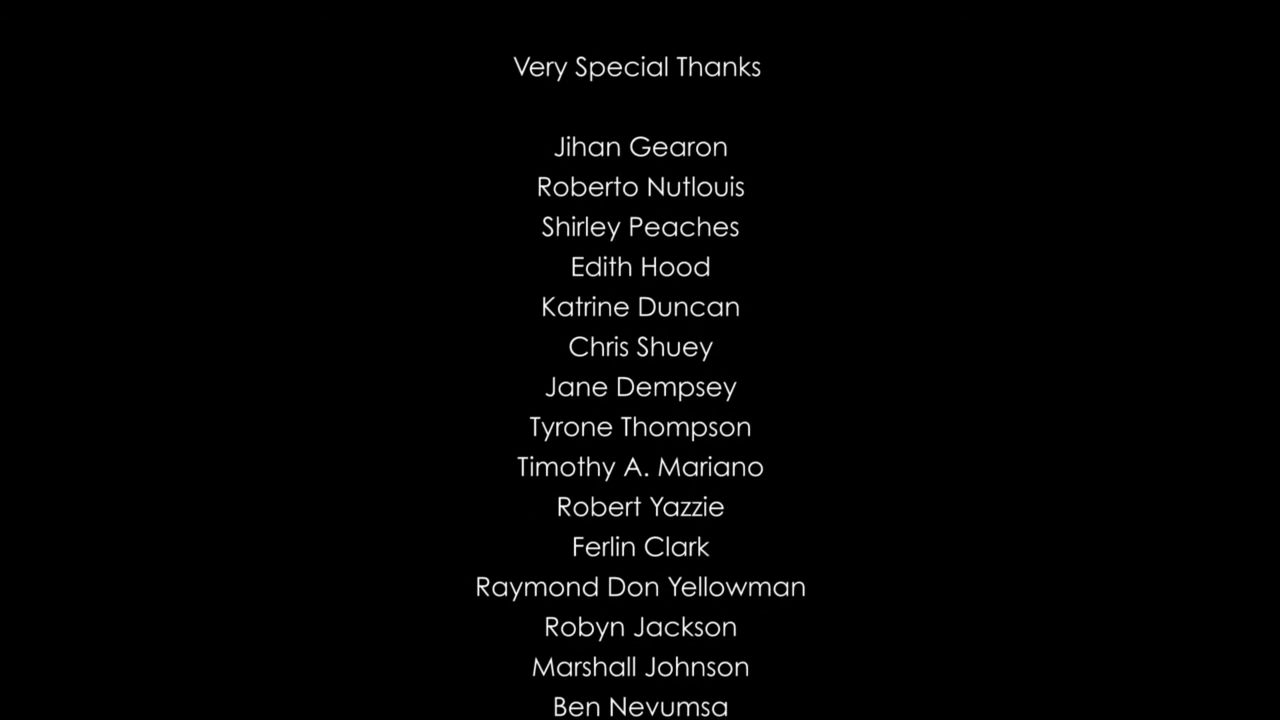 Very Special Thanks
Jihan Gearon
Roberto Nutlouis
Shirley Peaches
Edith Hood
Katrine Duncan
Chris Shuey
Jane Dempsey
Tyrone Thompson
Timothy A. Mariano
Robert Yazzie
Ferlin Clark
Raymond Don Yellowman
Robyn Jackson
Marshall Johnson
Ben Nevumsa